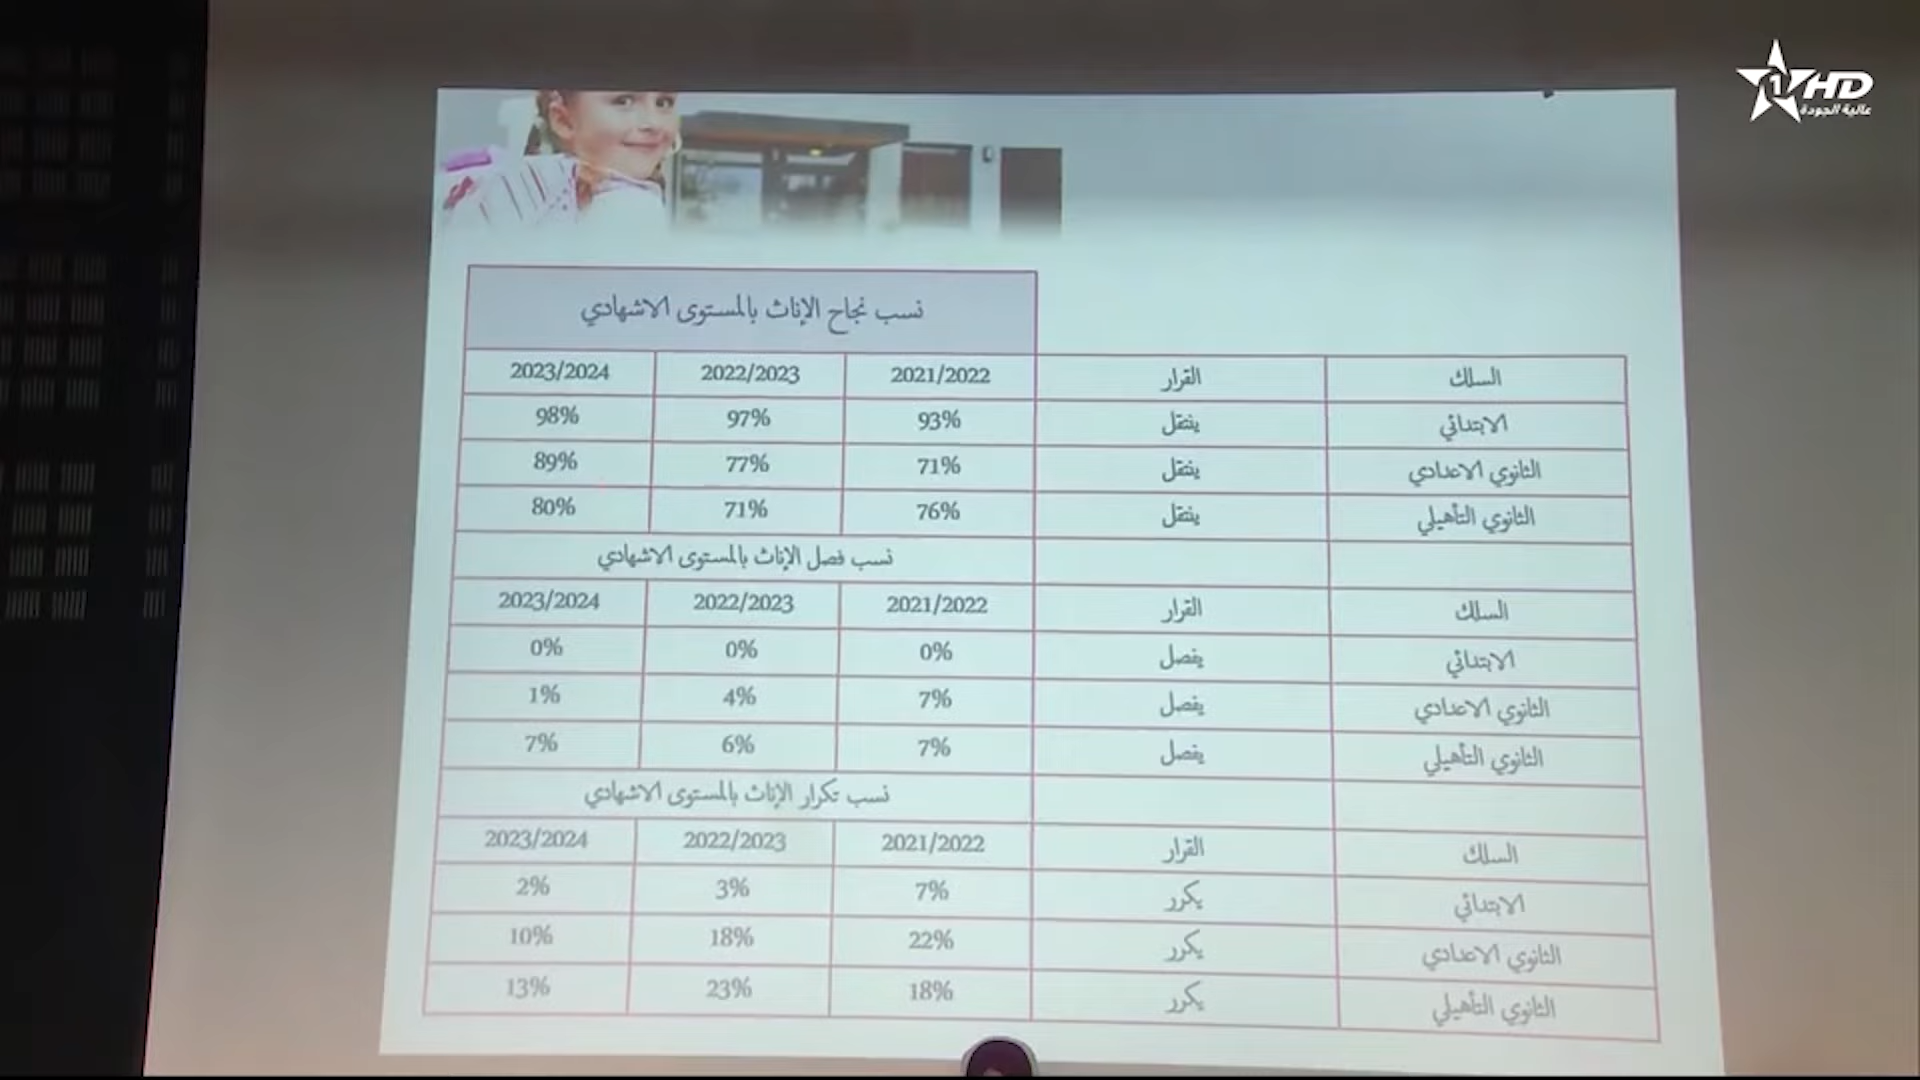 1HD
عالية الجودة
نسب نجاح الإناث بالمستوى الاشهادي
السلك القرار 2021/2022 2022/2023 2023/2024
الابتدائي ينتقل 93% 97% 98%
الثانوي الاعدادي ينتقل 71% 77% 89%
الثانوي التأهيلي ينتقل 76% 71% 80%
نسب فصل الإناث بالمستوى الاشهادي
السلك القرار 2021/2022 2022/2023 2023/2024
الابتدائي يفصل 0% 0% 0%
الثانوي الاعدادي يفصل 7% 4% 1%
الثانوي التأهيلي يفصل 7% 6% 7%
نسب تكرار الإناث بالمستوى الاشهادي
السلك القرار 2021/2022 2022/2023 2023/2024
الابتدائي يكرر 7% 3% 2%
الثانوي الاعدادي يكرر 22% 18% 10%
الثانوي التأهيلي يكرر 18% 23% 13%